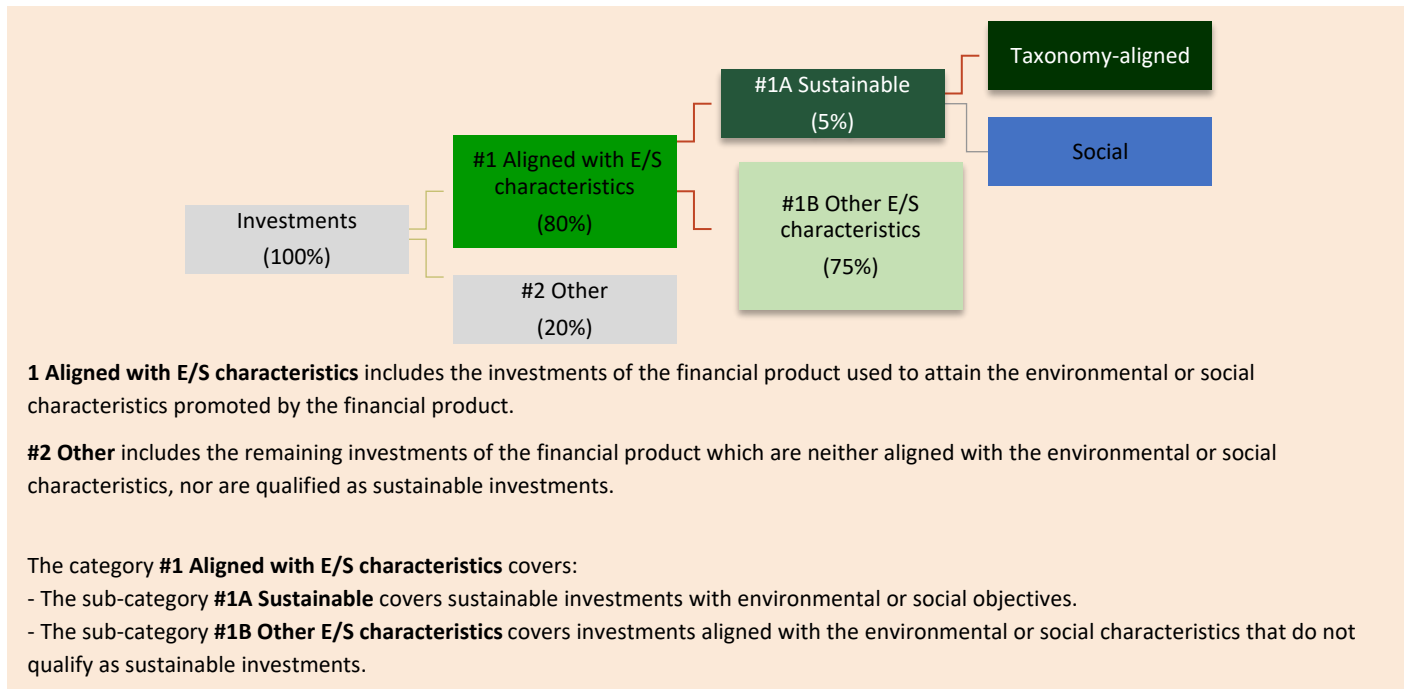 Taxonomy-aligned
#1A Sustainable
(5%)
Social
#1 Aligned with E/S
characteristics
(80%)
#1B Other E/S
characteristics
(75%)
Investments
(100%)
#2 Other
(20%)
1 Aligned with E/S characteristics includes the investments of the financial product used to attain the environmental or social
characteristics promoted by the financial product.
#2 Other includes the remaining investments of the financial product which are neither aligned with the environmental or social
characteristics, nor are qualified as sustainable investments.
The category #1 Aligned with E/S characteristics covers:
- The sub-category #1A Sustainable covers sustainable investments with environmental or social objectives.
- The sub-category #1B Other E/S characteristics covers investments aligned with the environmental or social characteristics that do not
qualify as sustainable investments.